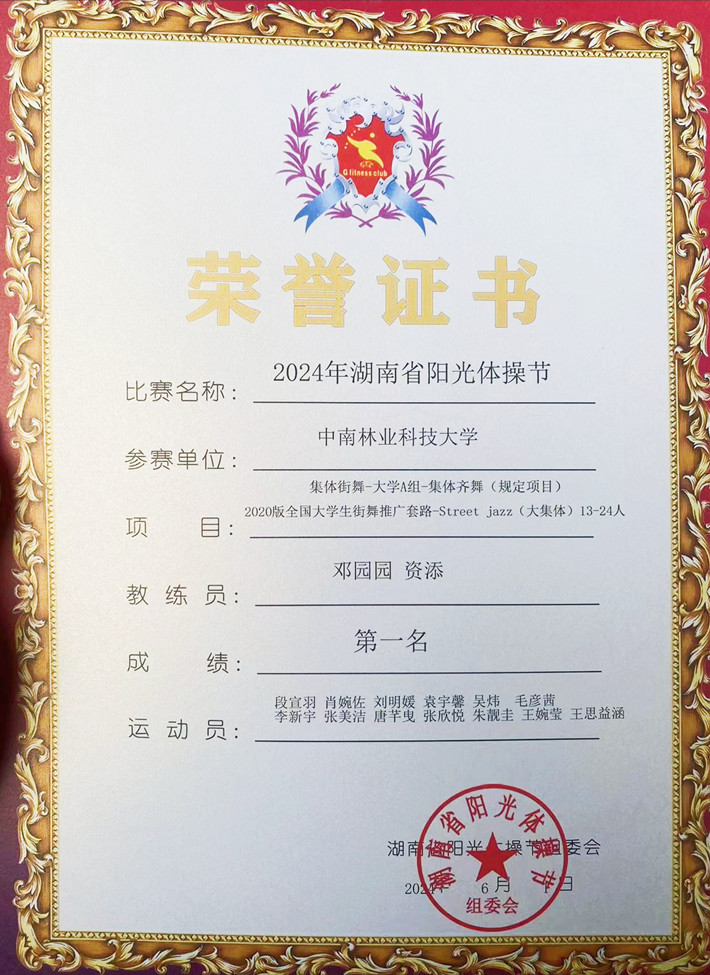 G fitness club
荣誉证书
比赛名称: 2024年湖南省阳光体操节
参赛单位: 中南林业科技大学
集体街舞-大学A组-集体齐舞（规定项目）
项 目: 2020版全国大学生街舞推广套路-Street jazz（大集体）13-24人
教练员: 邓园园 资添
成 绩: 第一名
段宣羽 肖婉佐 刘明媛 袁宇馨 吴炜 毛彦茜
运动员: 李新宇 张美洁 唐芊曳 张欣悦 朱靓圭 王婉莹 王思益涵
湖南省阳光体操节组委会
2024年 6月 日
湖南省阳光体操节
组委会